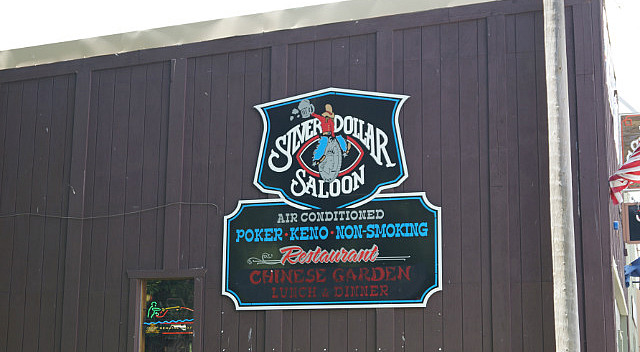 SILVER DOLLAR
SALOON
AIR CONDITIONED
POKER · KENO · NON-SMOKING
Restaurant
CHINESE GARDEN
LUNCH & DINNER